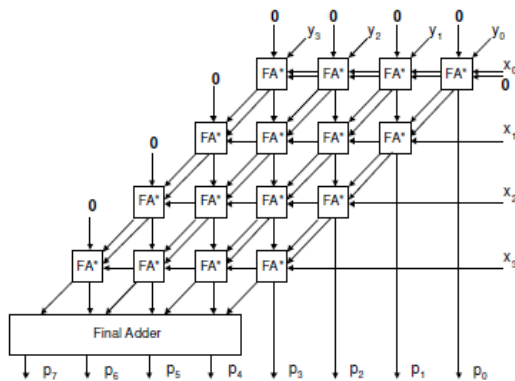 0 0 0 0
y3 y2 y1 y0
FA* FA* FA* FA* x0
0 0
FA* FA* FA* FA* x1
0
FA* FA* FA* FA* x2
0
FA* FA* FA* FA* x3
Final Adder
p7 p6 p5 p4 p3 p2 p1 p0